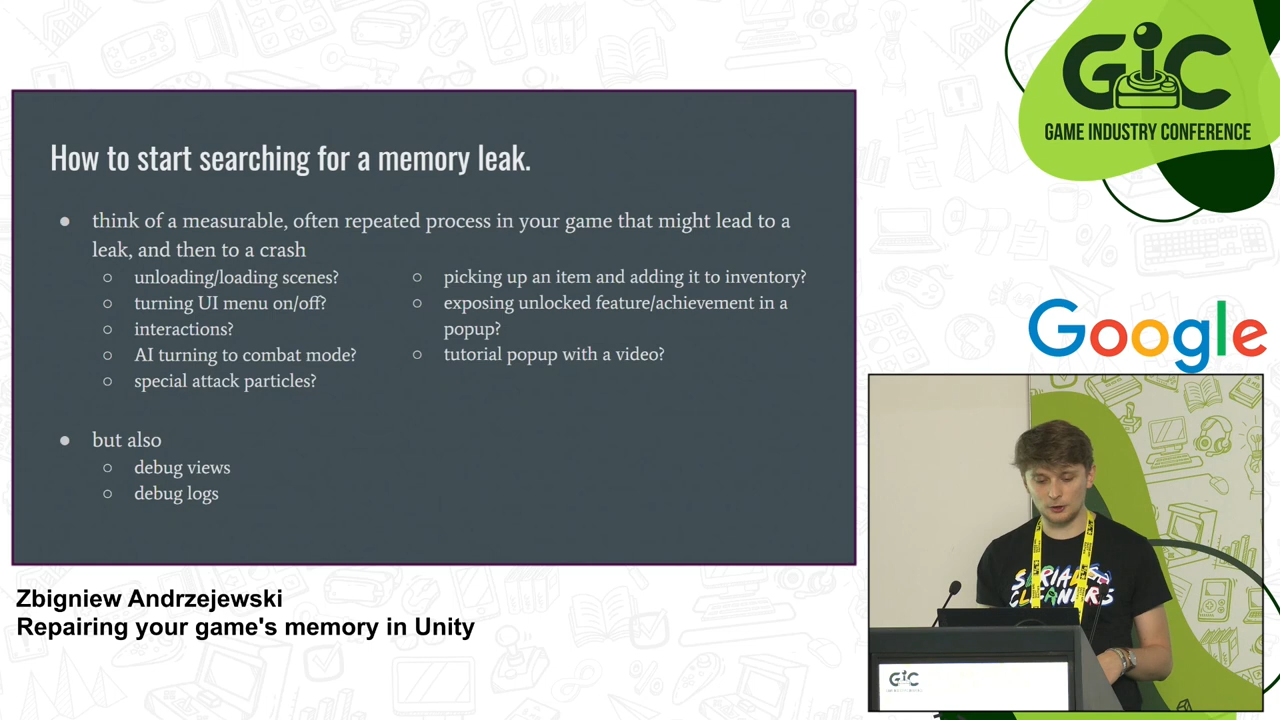 How to start searching for a memory leak.
● think of a measurable, often repeated process in your game that might lead to a
leak, and then to a crash
○ unloading/loading scenes?
○ turning UI menu on/off?
○ interactions?
○ AI turning to combat mode?
○ special attack particles?
○ picking up an item and adding it to inventory?
○ exposing unlocked feature/achievement in a
popup?
○ tutorial popup with a video?
● but also
○ debug views
○ debug logs
Zbigniew Andrzejewski
Repairing your game's memory in Unity
GIC
GAME INDUSTRY CONFERENCE
Google
SERIAL
CLEANERS
GIC